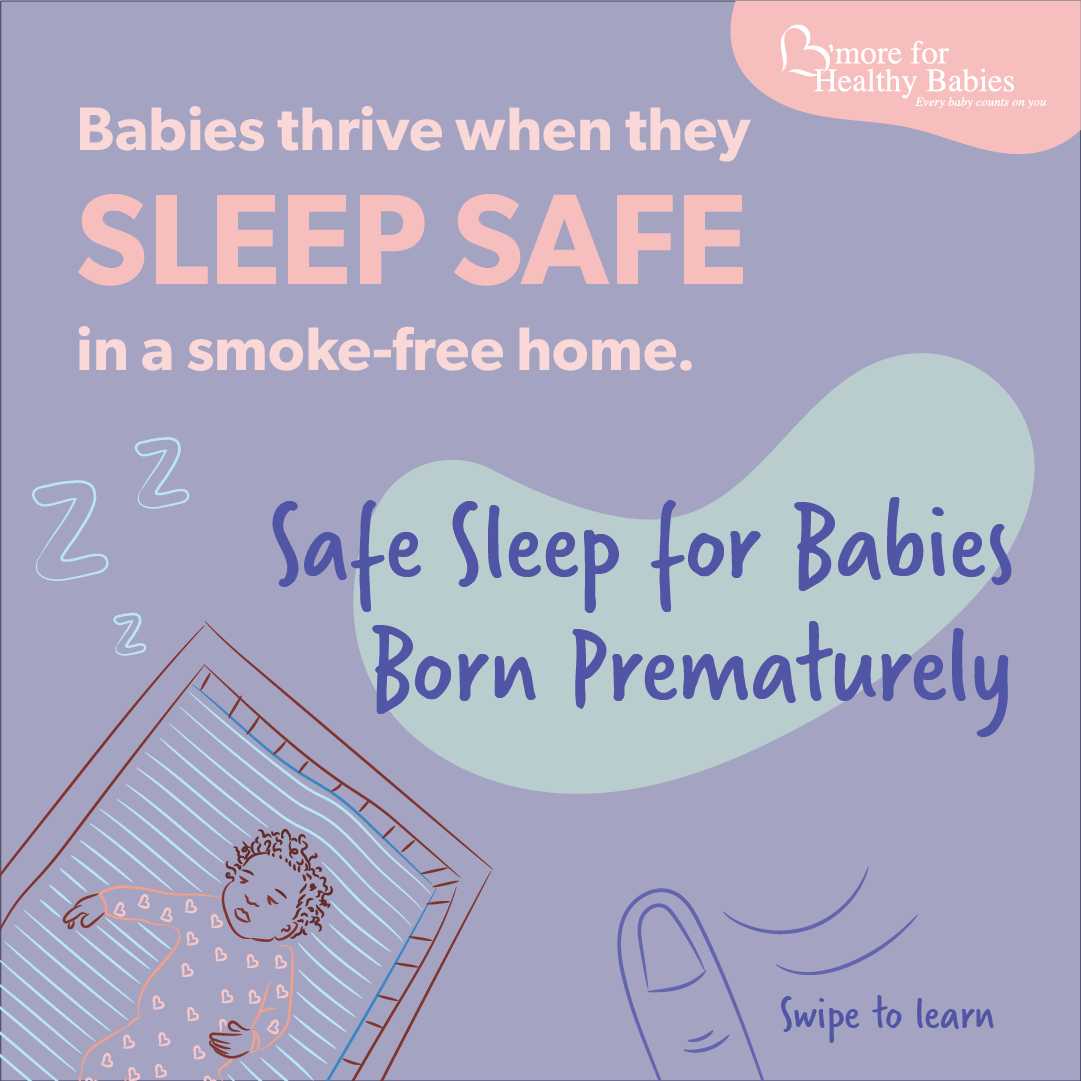 B'more for
Healthy Babies
Every baby counts on you
Babies thrive when they
SLEEP SAFE
in a smoke-free home.
Z
Z
Z
Safe Sleep for Babies
Born Prematurely
Swipe to learn